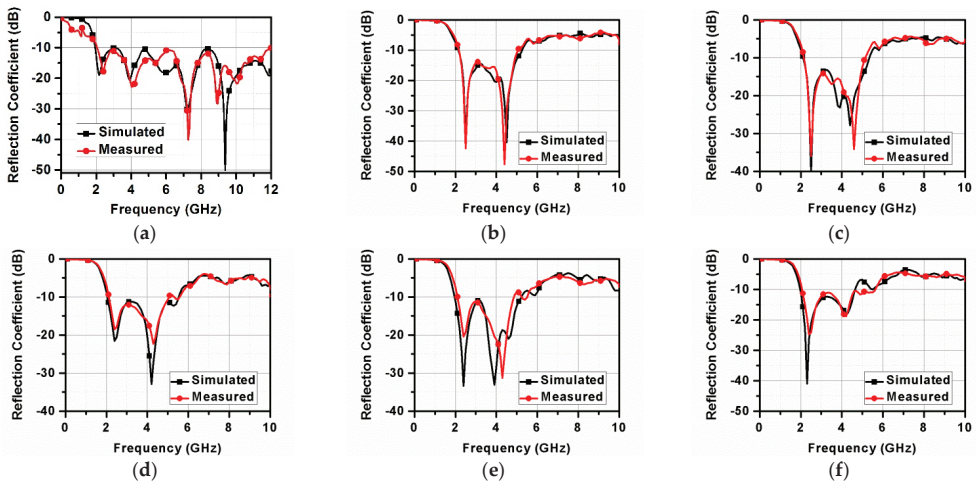 Reflection Coefficient (dB)
0
-10
-20
-30
-40
-50
Simulated
Measured
0 2 4 6 8 10 12
Frequency (GHz)
(a)
Reflection Coefficient (dB)
0
-10
-20
-30
-40
-50
Simulated
Measured
0 2 4 6 8 10
Frequency (GHz)
(b)
Reflection Coefficient (dB)
0
-10
-20
-30
-40
Simulated
Measured
0 2 4 6 8 10
Frequency (GHz)
(c)
Reflection Coefficient (dB)
0
-10
-20
-30
-40
Simulated
Measured
0 2 4 6 8 10
Frequency (GHz)
(d)
Reflection Coefficient (dB)
0
-10
-20
-30
-40
Simulated
Measured
0 2 4 6 8 10
Frequency (GHz)
(e)
Reflection Coefficient (dB)
0
-10
-20
-30
-40
-50
Simulated
Measured
0 2 4 6 8 10
Frequency (GHz)
(f)